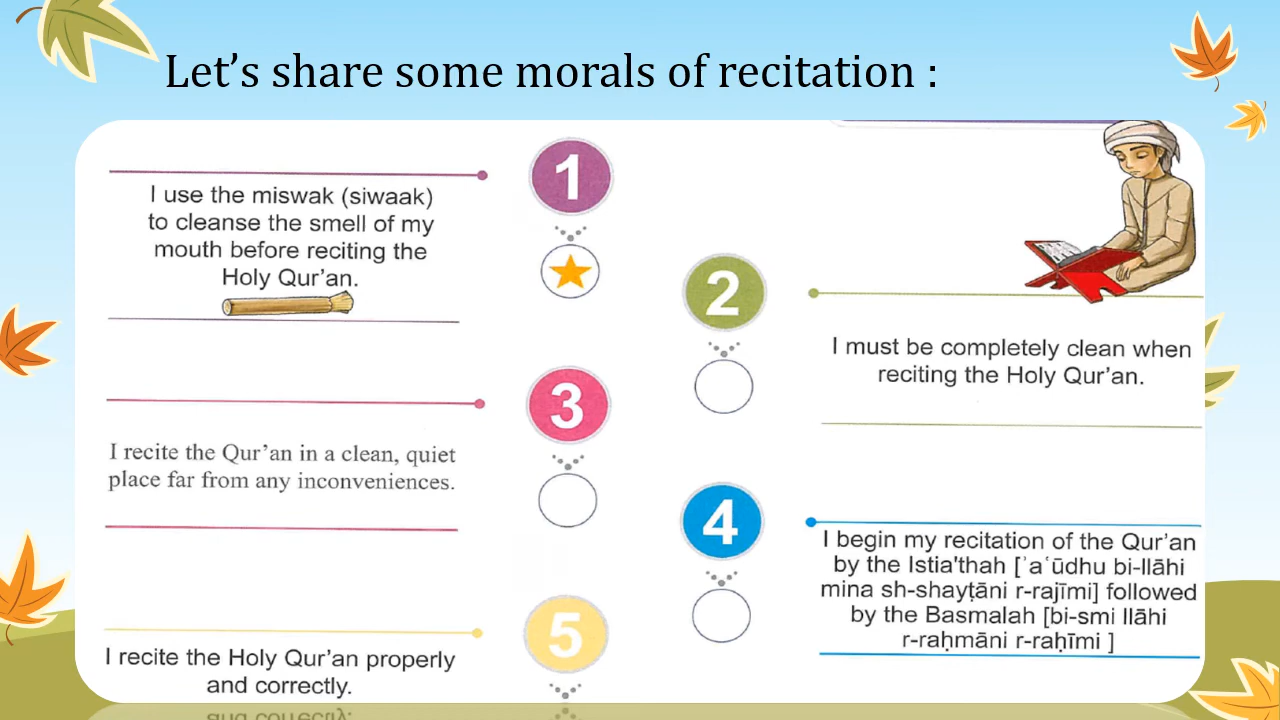 Let’s share some morals of recitation :
1
I use the miswak (siwaak)
to cleanse the smell of my
mouth before reciting the
Holy Qur’an.
2
I must be completely clean when
reciting the Holy Qur’an.
3
I recite the Qur’an in a clean, quiet
place far from any inconveniences.
4
I begin my recitation of the Qur’an
by the Istia'thah [ʾaʿūdhu bi-llāhi
mina sh-shayṭāni r-rajīmi] followed
by the Basmalah [bi-smi llāhi
r-raḥmāni r-raḥīmi ]
5
I recite the Holy Qur’an properly
and correctly.